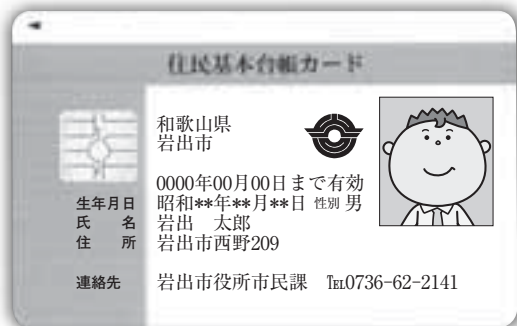 住民基本台帳カード
和歌山県
岩出市
0000年00月00日まで有効
生年月日 昭和**年**月**日 性別 男
氏　名 岩出　太郎
住　所 岩出市西野209
連絡先 岩出市役所市民課　℡0736-62-2141